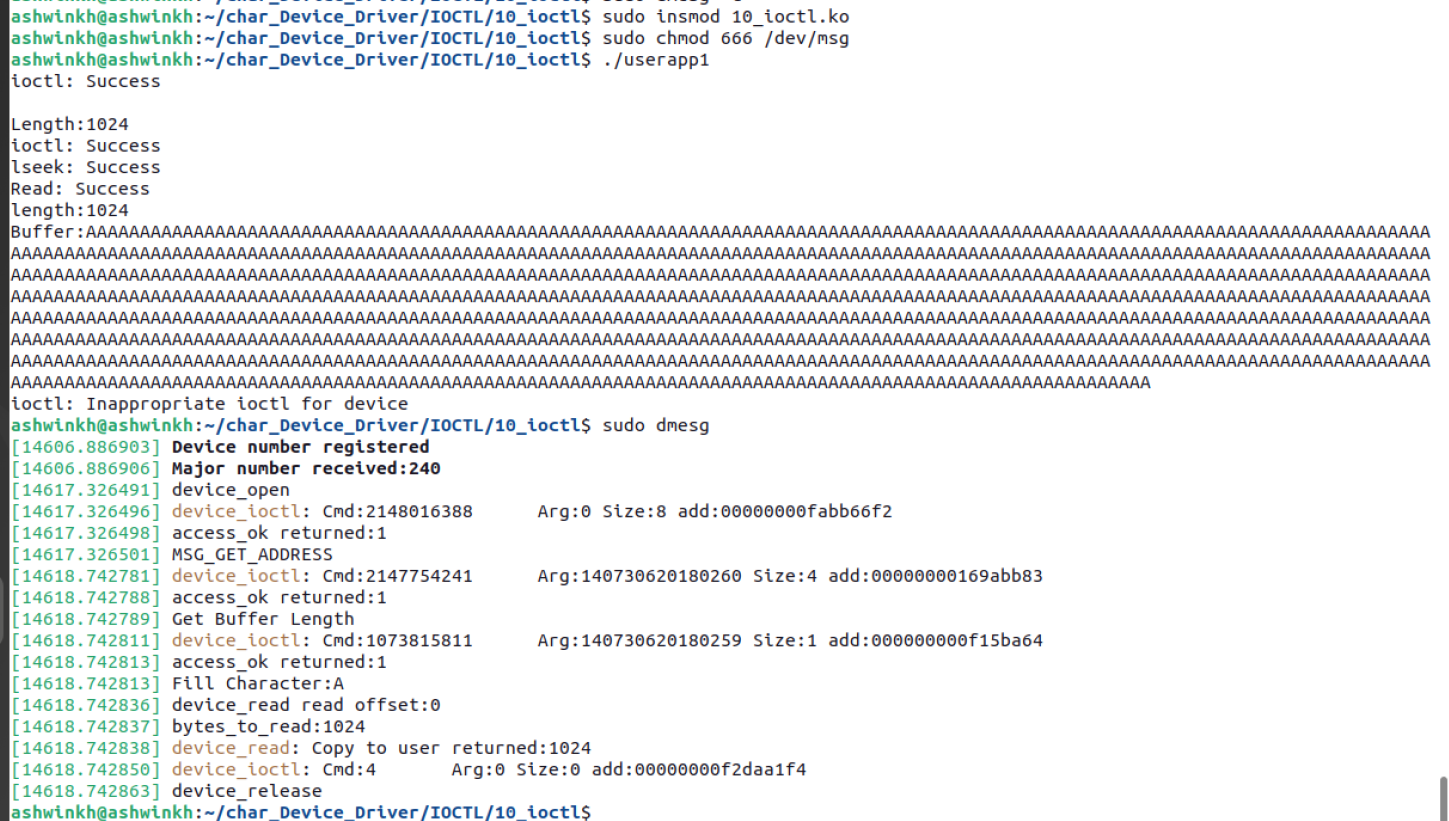 ashwinkh@ashwinkh:~/char_Device_Driver/IOCTL/10_ioctl$ sudo insmod 10_ioctl.ko
ashwinkh@ashwinkh:~/char_Device_Driver/IOCTL/10_ioctl$ sudo chmod 666 /dev/msg
ashwinkh@ashwinkh:~/char_Device_Driver/IOCTL/10_ioctl$ ./userapp1
ioctl: Success
Length:1024
ioctl: Success
lseek: Success
Read: Success
length:1024
Buffer:AAAAAAAAAAAAAAAAAAAAAAAAAAAAAAAAAAAAAAAAAAAAAAAAAAAAAAAAAAAAAAAAAAAAAAAAAAAAAAAAAAAAAAAAAAAAAAAAAAAAAAAAAAAAAAAAAAAAAAAAAAAAA
AAAAAAAAAAAAAAAAAAAAAAAAAAAAAAAAAAAAAAAAAAAAAAAAAAAAAAAAAAAAAAAAAAAAAAAAAAAAAAAAAAAAAAAAAAAAAAAAAAAAAAAAAAAAAAAAAAAAAAAAAAAAAAAAAAAA
AAAAAAAAAAAAAAAAAAAAAAAAAAAAAAAAAAAAAAAAAAAAAAAAAAAAAAAAAAAAAAAAAAAAAAAAAAAAAAAAAAAAAAAAAAAAAAAAAAAAAAAAAAAAAAAAAAAAAAAAAAAAAAAAAAAA
AAAAAAAAAAAAAAAAAAAAAAAAAAAAAAAAAAAAAAAAAAAAAAAAAAAAAAAAAAAAAAAAAAAAAAAAAAAAAAAAAAAAAAAAAAAAAAAAAAAAAAAAAAAAAAAAAAAAAAAAAAAAAAAAAAAA
AAAAAAAAAAAAAAAAAAAAAAAAAAAAAAAAAAAAAAAAAAAAAAAAAAAAAAAAAAAAAAAAAAAAAAAAAAAAAAAAAAAAAAAAAAAAAAAAAAAAAAAAAAAAAAAAAAAAAAAAAAAAAAAAAAAA
AAAAAAAAAAAAAAAAAAAAAAAAAAAAAAAAAAAAAAAAAAAAAAAAAAAAAAAAAAAAAAAAAAAAAAAAAAAAAAAAAAAAAAAAAAAAAAAAAAAAAAAAAAAAAAAAAAAAAAAAAAAAAAAAAAAA
AAAAAAAAAAAAAAAAAAAAAAAAAAAAAAAAAAAAAAAAAAAAAAAAAAAAAAAAAAAAAAAAAAAAAAAAAAAAAAAAAAAAAAAAAAAAAAAAAAAAAAAAAAAAAAAAAAAAAAAAAAAAAAAAAAAA
AAAAAAAAAAAAAAAAAAAAAAAAAAAAAAAAAAAAAAAAAAAAAAAAAAAAAAAAAAAAAAAAAAAAAAAAAAAAAAAAAAAAAAAAAAAAAAAAAAAAAAAAAA
ioctl: Inappropriate ioctl for device
ashwinkh@ashwinkh:~/char_Device_Driver/IOCTL/10_ioctl$ sudo dmesg
[14606.886903] Device number registered
[14606.886906] Major number received:240
[14617.326491] device_open
[14617.326496] device_ioctl: Cmd:2148016388      Arg:0 Size:8 add:00000000fabb66f2
[14617.326498] access_ok returned:1
[14617.326501] MSG_GET_ADDRESS
[14618.742781] device_ioctl: Cmd:2147754241      Arg:140730620180260 Size:4 add:00000000169abb83
[14618.742788] access_ok returned:1
[14618.742789] Get Buffer Length
[14618.742811] device_ioctl: Cmd:1073815811      Arg:140730620180259 Size:1 add:000000000f15ba64
[14618.742813] access_ok returned:1
[14618.742813] Fill Character:A
[14618.742836] device_read read offset:0
[14618.742837] bytes_to_read:1024
[14618.742838] device_read: Copy to user returned:1024
[14618.742850] device_ioctl: Cmd:4       Arg:0 Size:0 add:00000000f2daa1f4
[14618.742863] device_release
ashwinkh@ashwinkh:~/char_Device_Driver/IOCTL/10_ioctl$